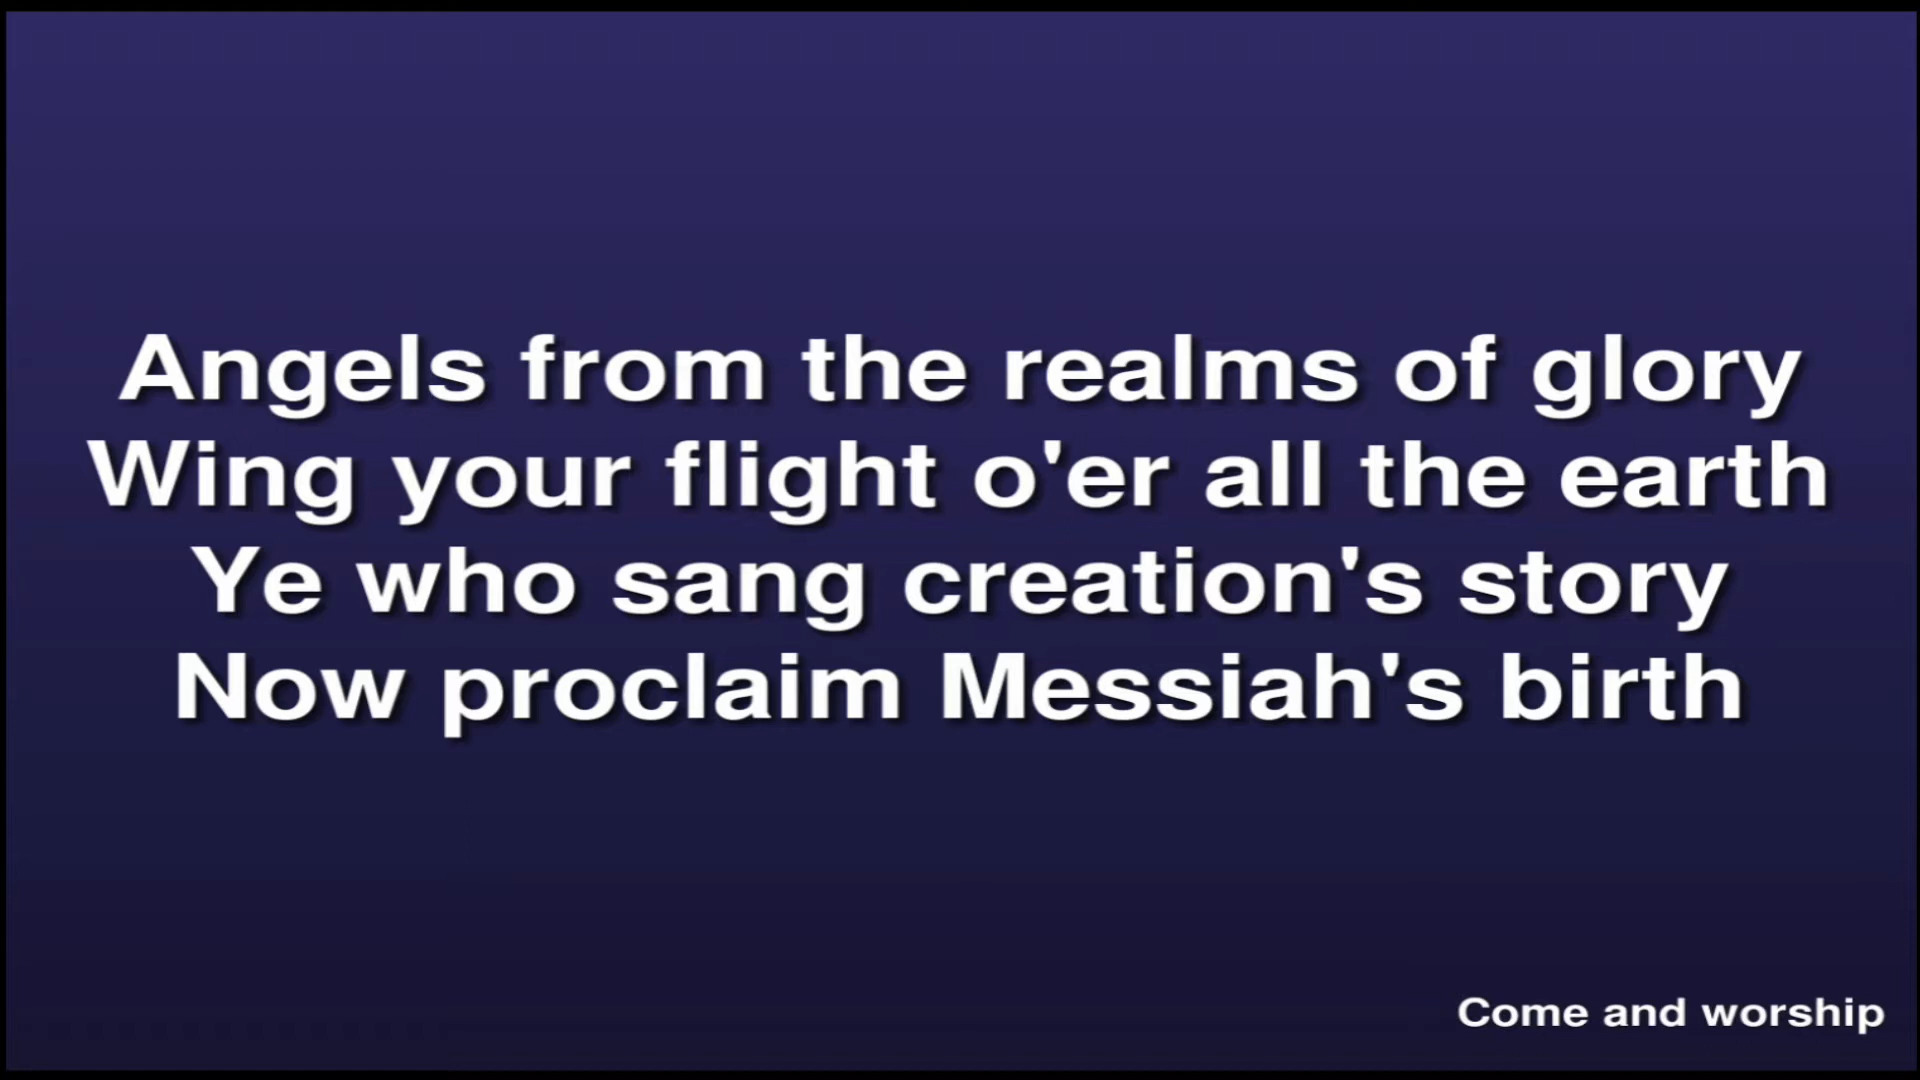 Angels from the realms of glory
Wing your flight o'er all the earth
Ye who sang creation's story
Now proclaim Messiah's birth
Come and worship